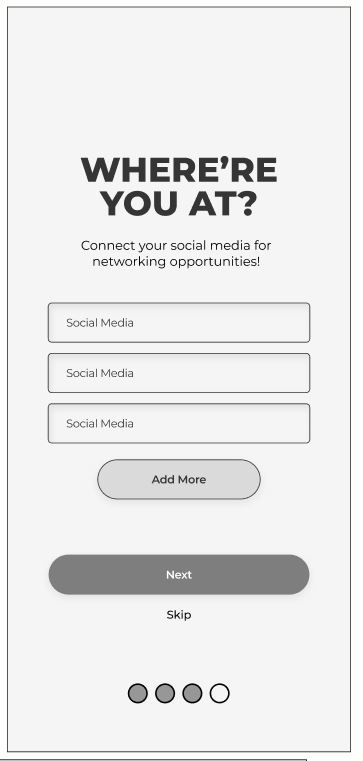 WHERE’RE
YOU AT?
Connect your social media for
networking opportunities!
Social Media
Social Media
Social Media
Add More
Next
Skip